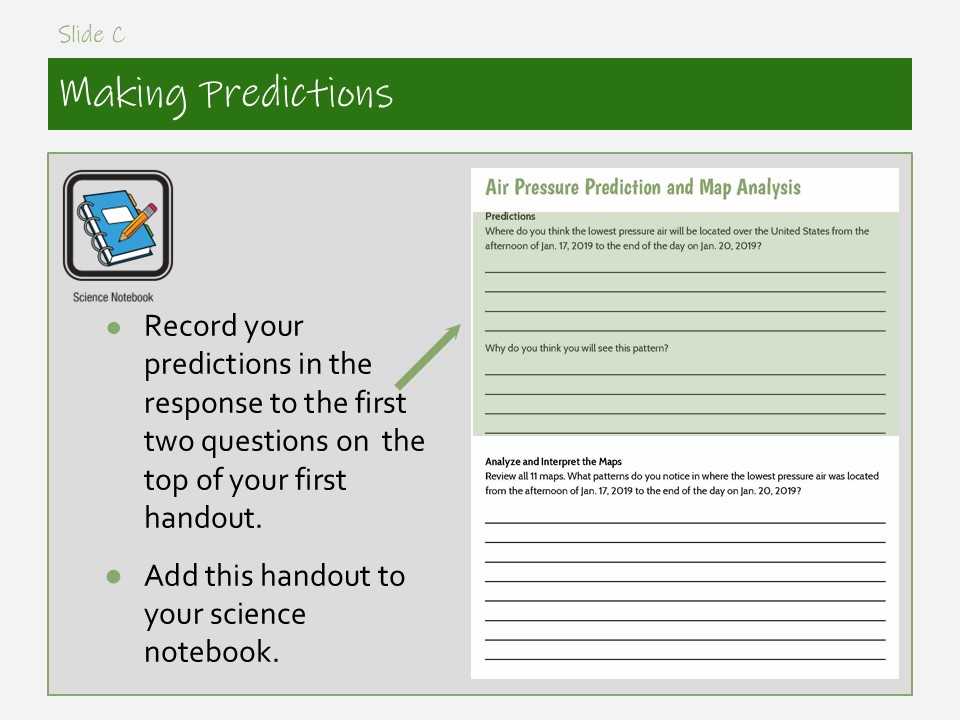 Slide C
Making Predictions
Science Notebook
Record your
predictions in the
response to the first
two questions on the
top of your first
handout.
Add this handout to
your science
notebook.
Air Pressure Prediction and Map Analysis
Predictions
Where do you think the lowest pressure air will be located over the United States from the
afternoon of Jan. 17, 2019 to the end of the day on Jan. 20, 2019?
Why do you think you will see this pattern?
Analyze and Interpret the Maps
Review all 11 maps. What patterns do you notice in where the lowest pressure air was located
from the afternoon of Jan. 17, 2019 to the end of the day on Jan. 20, 2019?